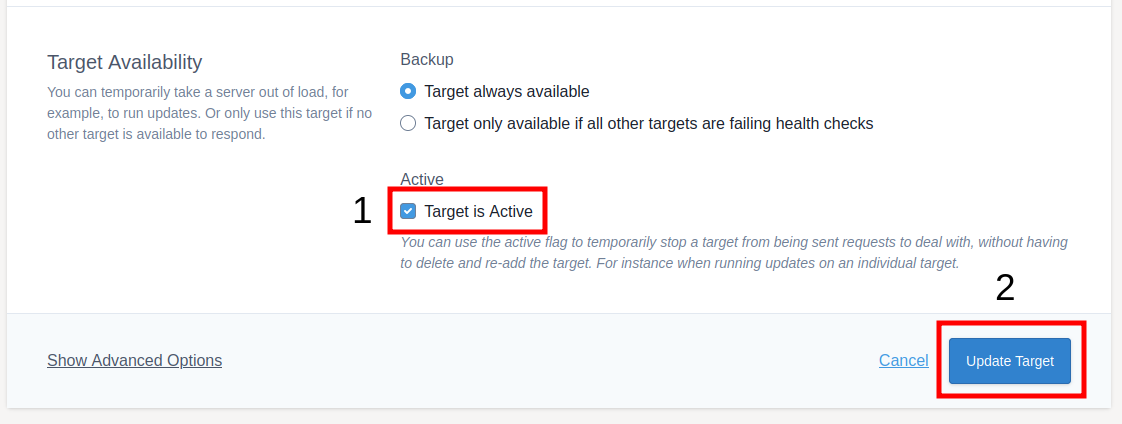 Target Availability
You can temporarily take a server out of load, for
example, to run updates. Or only use this target if no
other target is available to respond.
Backup
Target always available
Target only available if all other targets are failing health checks
Active
1
Target is Active
You can use the active flag to temporarily stop a target from being sent requests to deal with, without having
to delete and re-add the target. For instance when running updates on an individual target.
2
Show Advanced Options
Cancel
Update Target